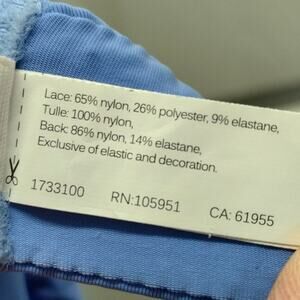 Lace: 65% nylon, 26% polyester, 9% elastane,
Tulle: 100% nylon,
Back: 86% nylon, 14% elastane,
Exclusive of elastic and decoration.
1733100 RN:105951 CA: 61955